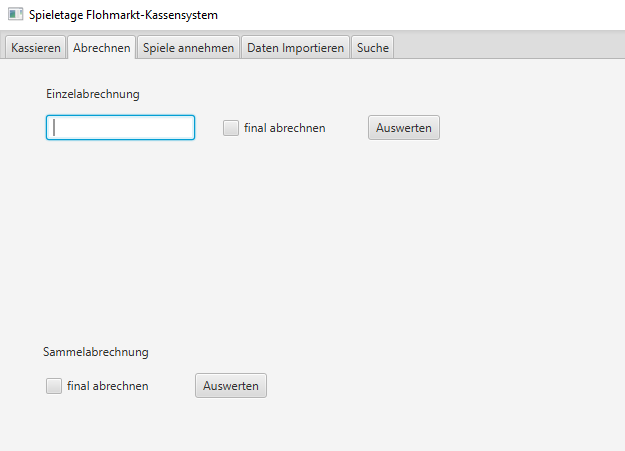 Spieletage Flohmarkt-Kassensystem
Kassieren Abrechnen Spiele annehmen Daten Importieren Suche
Einzelabrechnung
final abrechnen Auswerten
Sammelabrechnung
final abrechnen Auswerten